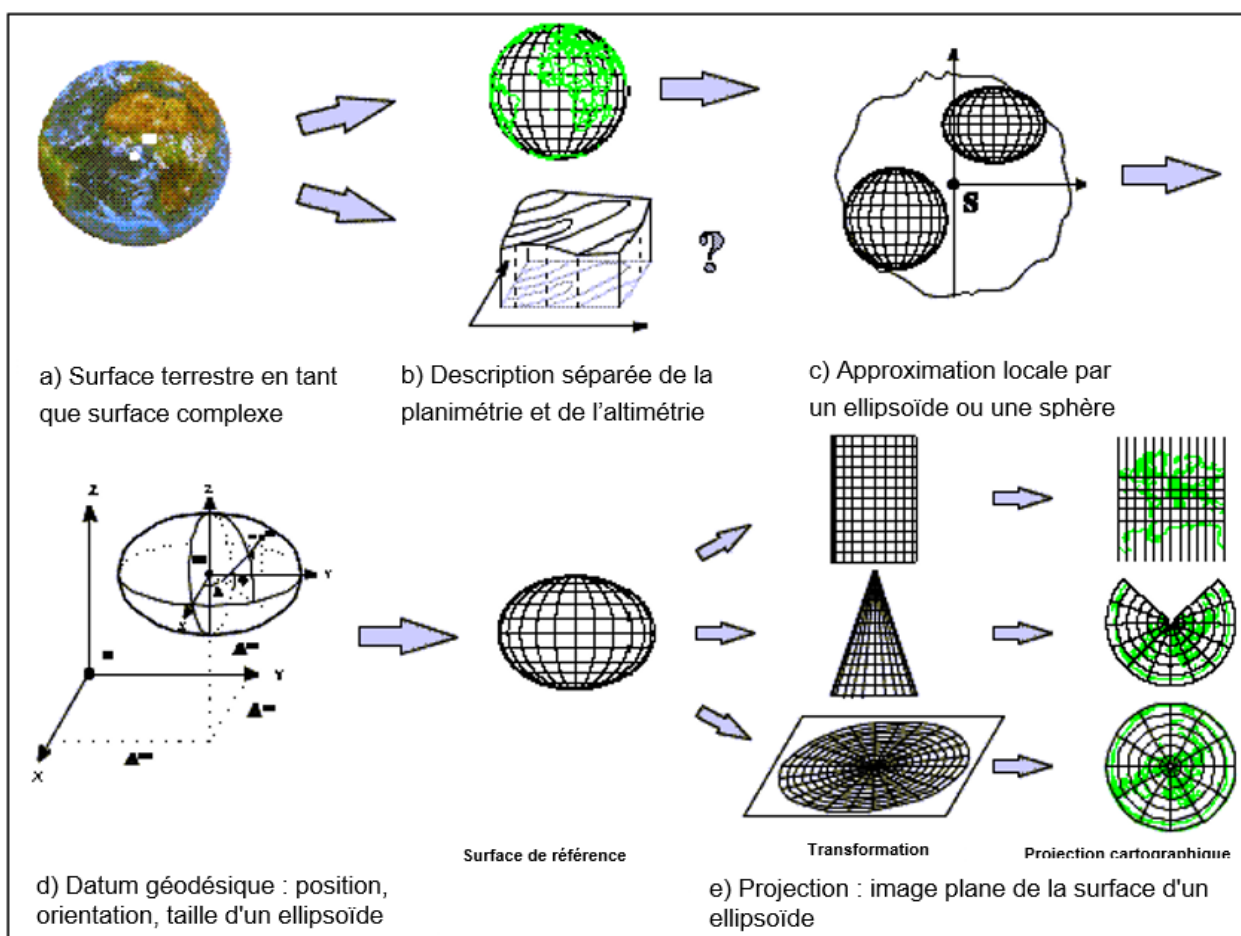 ?
S
a) Surface terrestre en tant
que surface complexe
b) Description séparée de la
planimétrie et de l’altimétrie
c) Approximation locale par
un ellipsoïde ou une sphère
Z
Z
Y
Y
X
Surface de référence
Transformation
Projection cartographique
d) Datum géodésique : position,
orientation, taille d'un ellipsoïde
e) Projection : image plane de la surface d'un
ellipsoïde